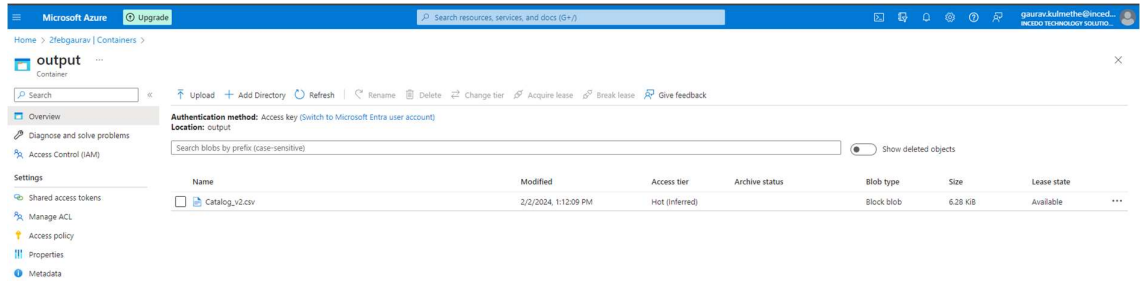 Microsoft Azure
Upgrade
Search resources, services, and docs (G+/)
gaurav.kulmethe@inced...
INCEDO TECHNOLOGY SOLUTIO...
Home > 2febgaurav | Containers >
output ...
Container
Search
Upload Add Directory Refresh Rename Delete Change tier Acquire lease Break lease Give feedback
Overview
Diagnose and solve problems
Access Control (IAM)
Settings
Shared access tokens
Manage ACL
Access policy
Properties
Metadata
Authentication method: Access key (Switch to Microsoft Entra user account)
Location: output
Search blobs by prefix (case-sensitive)
Show deleted objects
Name Modified Access tier Archive status Blob type Size Lease state
Catalog_v2.csv 2/2/2024, 1:12:09 PM Hot (Inferred) Block blob 6.28 KiB Available ...